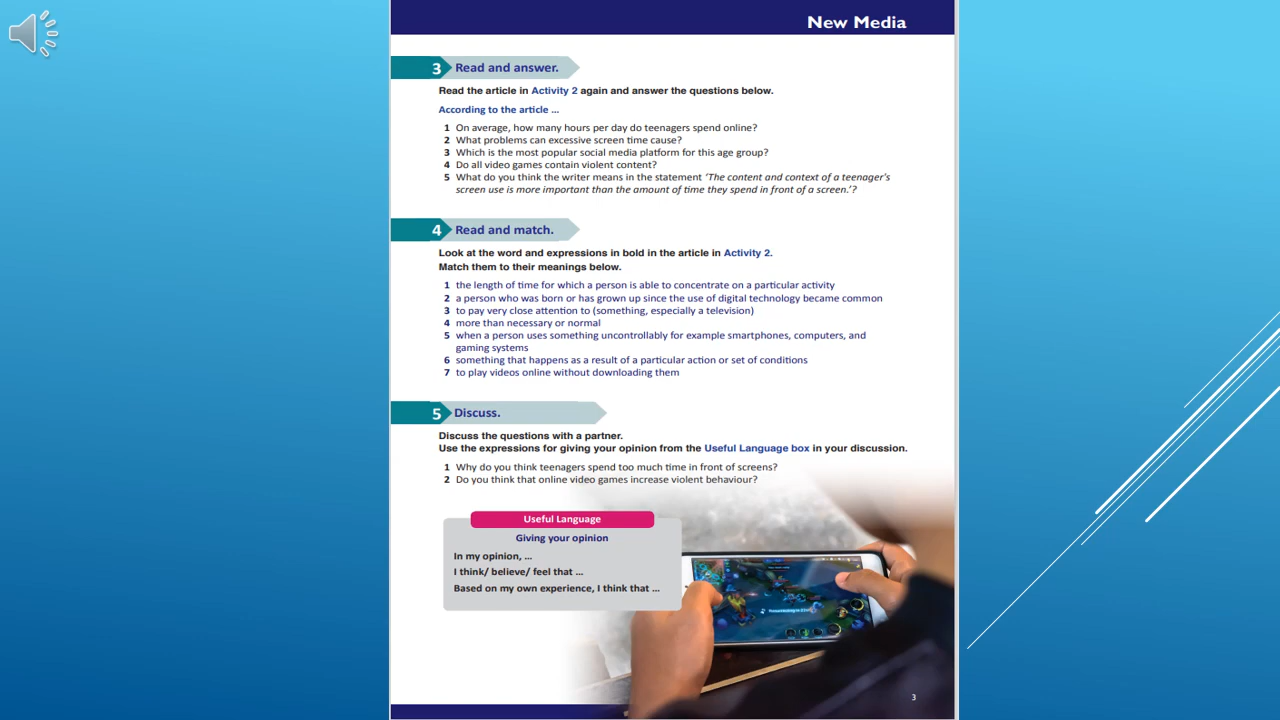 New Media
3 Read and answer.
Read the article in Activity 2 again and answer the questions below.
According to the article ...
1 On average, how many hours per day do teenagers spend online?
2 What problems can excessive screen time cause?
3 Which is the most popular social media platform for this age group?
4 Do all video games contain violent content?
5 What do you think the writer means in the statement 'The content and context of a teenager's
screen use is more important than the amount of time they spend in front of a screen.'?
4 Read and match.
Look at the word and expressions in bold in the article in Activity 2.
Match them to their meanings below.
1 the length of time for which a person is able to concentrate on a particular activity
2 a person who was born or has grown up since the use of digital technology became common
3 to pay very close attention to (something, especially a television)
4 more than necessary or normal
5 when a person uses something uncontrollably for example smartphones, computers, and
gaming systems
6 something that happens as a result of a particular action or set of conditions
7 to play videos online without downloading them
5 Discuss.
Discuss the questions with a partner.
Use the expressions for giving your opinion from the Useful Language box in your discussion.
1 Why do you think teenagers spend too much time in front of screens?
2 Do you think that online video games increase violent behaviour?
Useful Language
Giving your opinion
In my opinion, ...
I think/ believe/ feel that ...
Based on my own experience, I think that ...
3